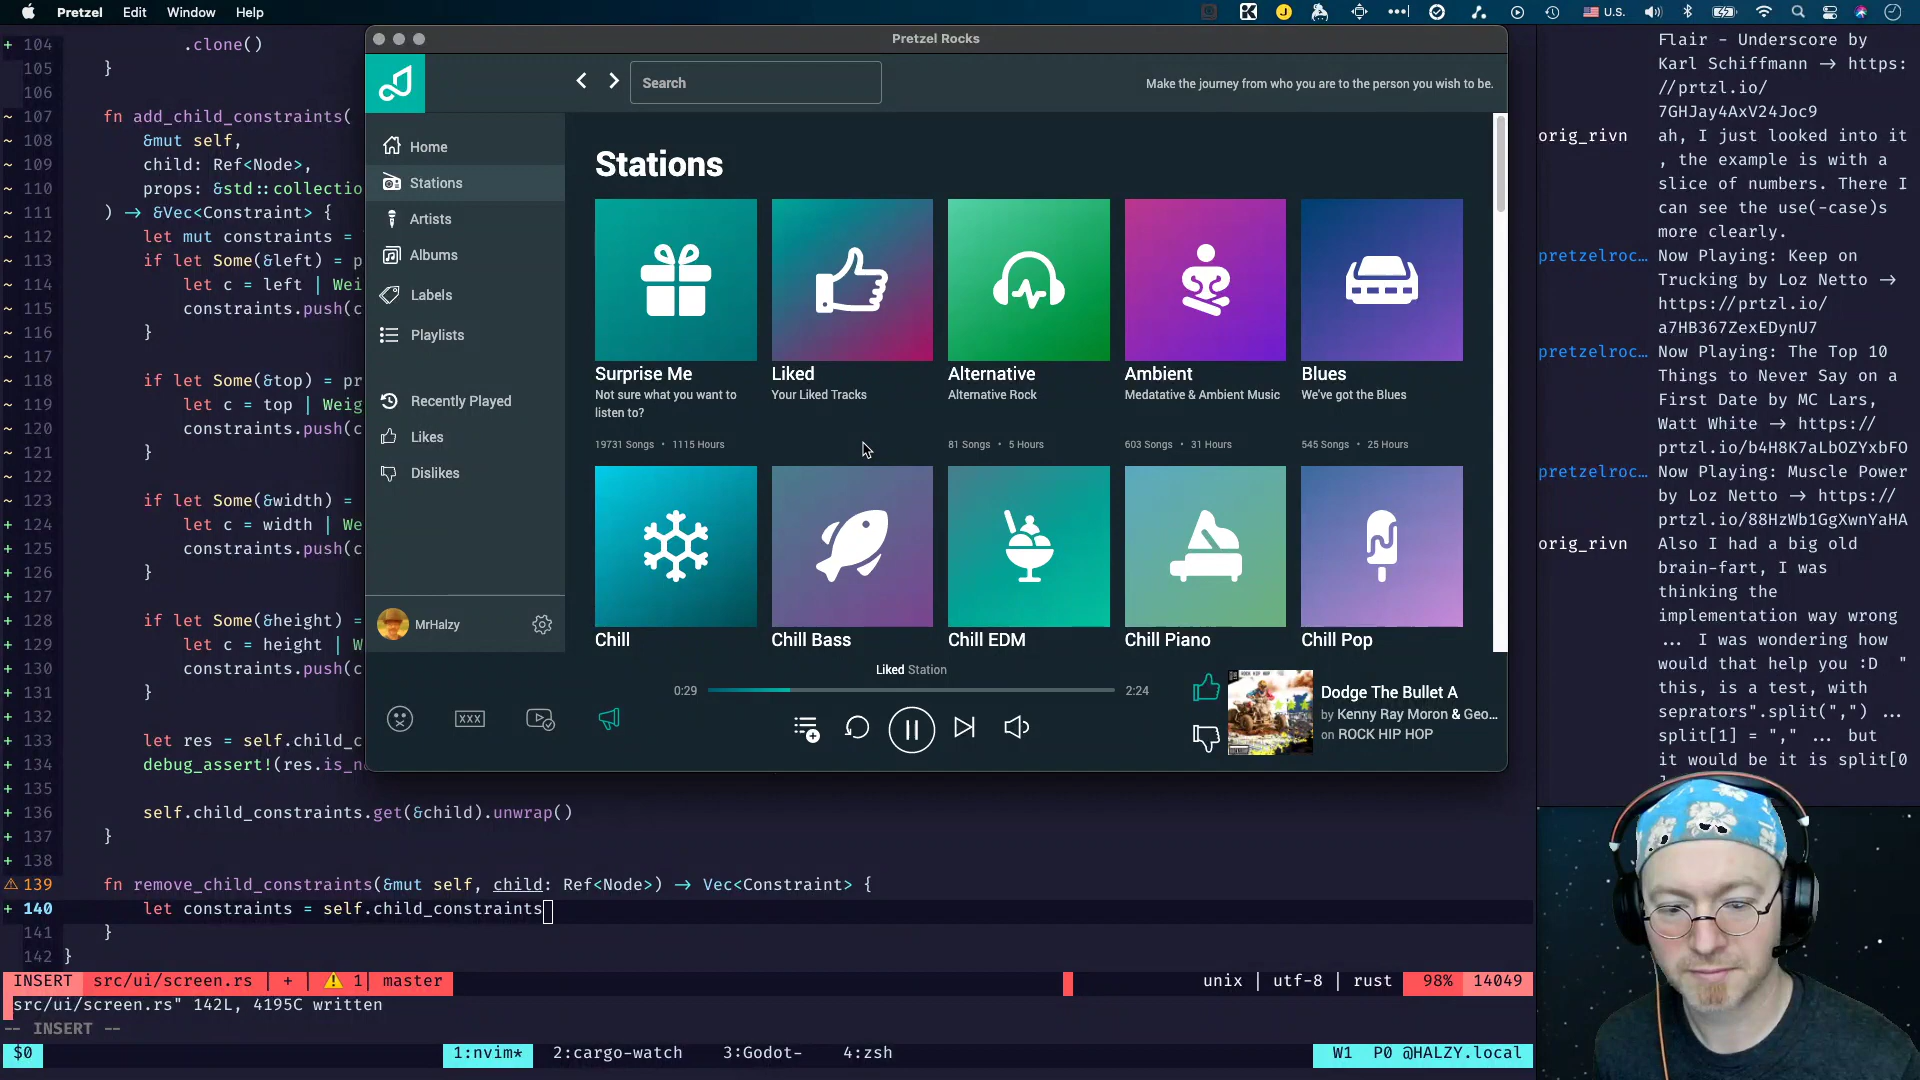 Pretzel Edit Window Help
U.S.
Pretzel Rocks
Search
Make the journey from who you are to the person you wish to be.
Home
Stations
Artists
Albums
Labels
Playlists
Recently Played
Likes
Dislikes
MrHalzy
Stations
Surprise Me
Not sure what you want to
listen to?
19731 Songs • 1115 Hours
Liked
Your Liked Tracks
Alternative
Alternative Rock
81 Songs • 5 Hours
Ambient
Medatative & Ambient Music
603 Songs • 31 Hours
Blues
We've got the Blues
545 Songs • 25 Hours
Chill
Chill Bass
Chill EDM
Chill Piano
Chill Pop
Liked Station
0:29
2:24
XXX
Dodge The Bullet A
by Kenny Ray Moron & Geo...
on ROCK HIP HOP
+ 104 .clone()
105 }
106
~ 107 fn add_child_constraints(
~ 108 &mut self,
~ 109 child: Ref<Node>,
~ 110 props: &std::collectio
~ 111 ) → &Vec<Constraint> {
~ 112 let mut constraints =
~ 113 if let Some(&left) = p
~ 114 let c = left | Wei
~ 115 constraints.push(c
~ 116 }
~ 117
~ 118 if let Some(&top) = pr
~ 119 let c = top | Weig
~ 120 constraints.push(c
~ 121 }
~ 122
~ 123 if let Some(&width) =
+ 124 let c = width | We
+ 125 constraints.push(c
+ 126 }
+ 127
+ 128 if let Some(&height) =
+ 129 let c = height | W
+ 130 constraints.push(c
+ 131 }
+ 132
+ 133 let res = self.child_c
+ 134 debug_assert!(res.is_n
+ 135
+ 136 self.child_constraints.get(&child).unwrap()
+ 137 }
+ 138
⚠ 139 fn remove_child_constraints(&mut self, child: Ref<Node>) → Vec<Constraint> {
+ 140 let constraints = self.child_constraints
141 }
142 }
INSERT src/ui/screen.rs | + | ⚠ 1| master
unix | utf-8 | rust 98% 14049
src/ui/screen.rs" 142L, 4195C written
-- INSERT --
$0 1:nvim* 2:cargo-watch 3:Godot- 4:zsh W1 P0 @HALZY.local
Flair - Underscore by
Karl Schiffmann → https:
//prtzl.io/
7GHJay4AxV24Joc9
orig_rivn ah, I just looked into it
, the example is with a
slice of numbers. There I
can see the use(-case)s
more clearly.
pretzelroc… Now Playing: Keep on
Trucking by Loz Netto →
https://prtzl.io/
a7HB367ZexEDynU7
pretzelroc… Now Playing: The Top 10
Things to Never Say on a
First Date by MC Lars,
Watt White → https://
prtzl.io/b4H8K7aLbOZYxbFO
pretzelroc… Now Playing: Muscle Power
by Loz Netto → https://
prtzl.io/88HzWb1GgXwnYaHA
orig_rivn Also I had a big old
brain-fart, I was
thinking the
implementation way wrong
... I was wondering how
would that help you :D "
this, is a test, with
seprators".split(",") ...
split[1] = "," ... but
it would be it is split[0